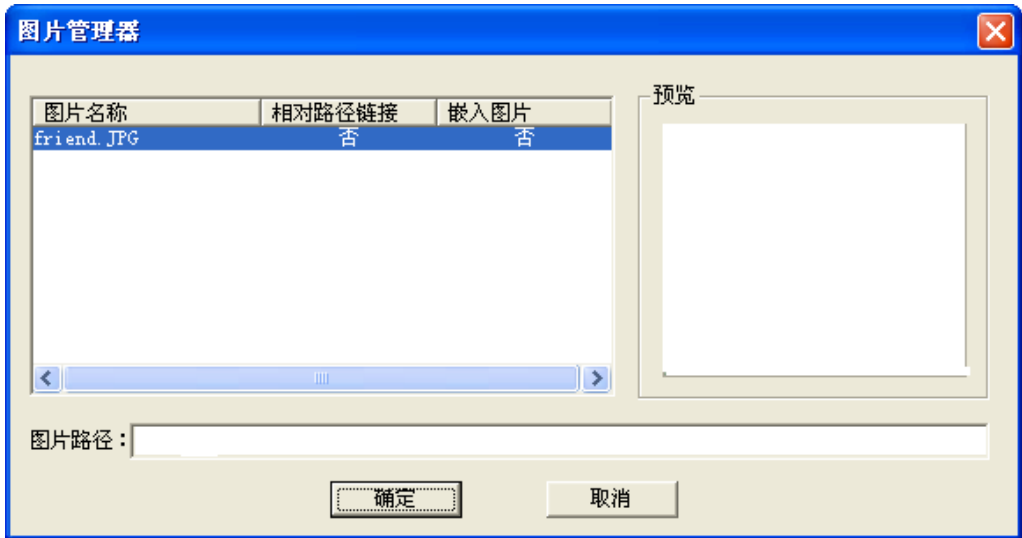 图片管理器
图片名称 相对路径链接 嵌入图片
friend.JPG 否 否
预览
图片路径：
确定 取消